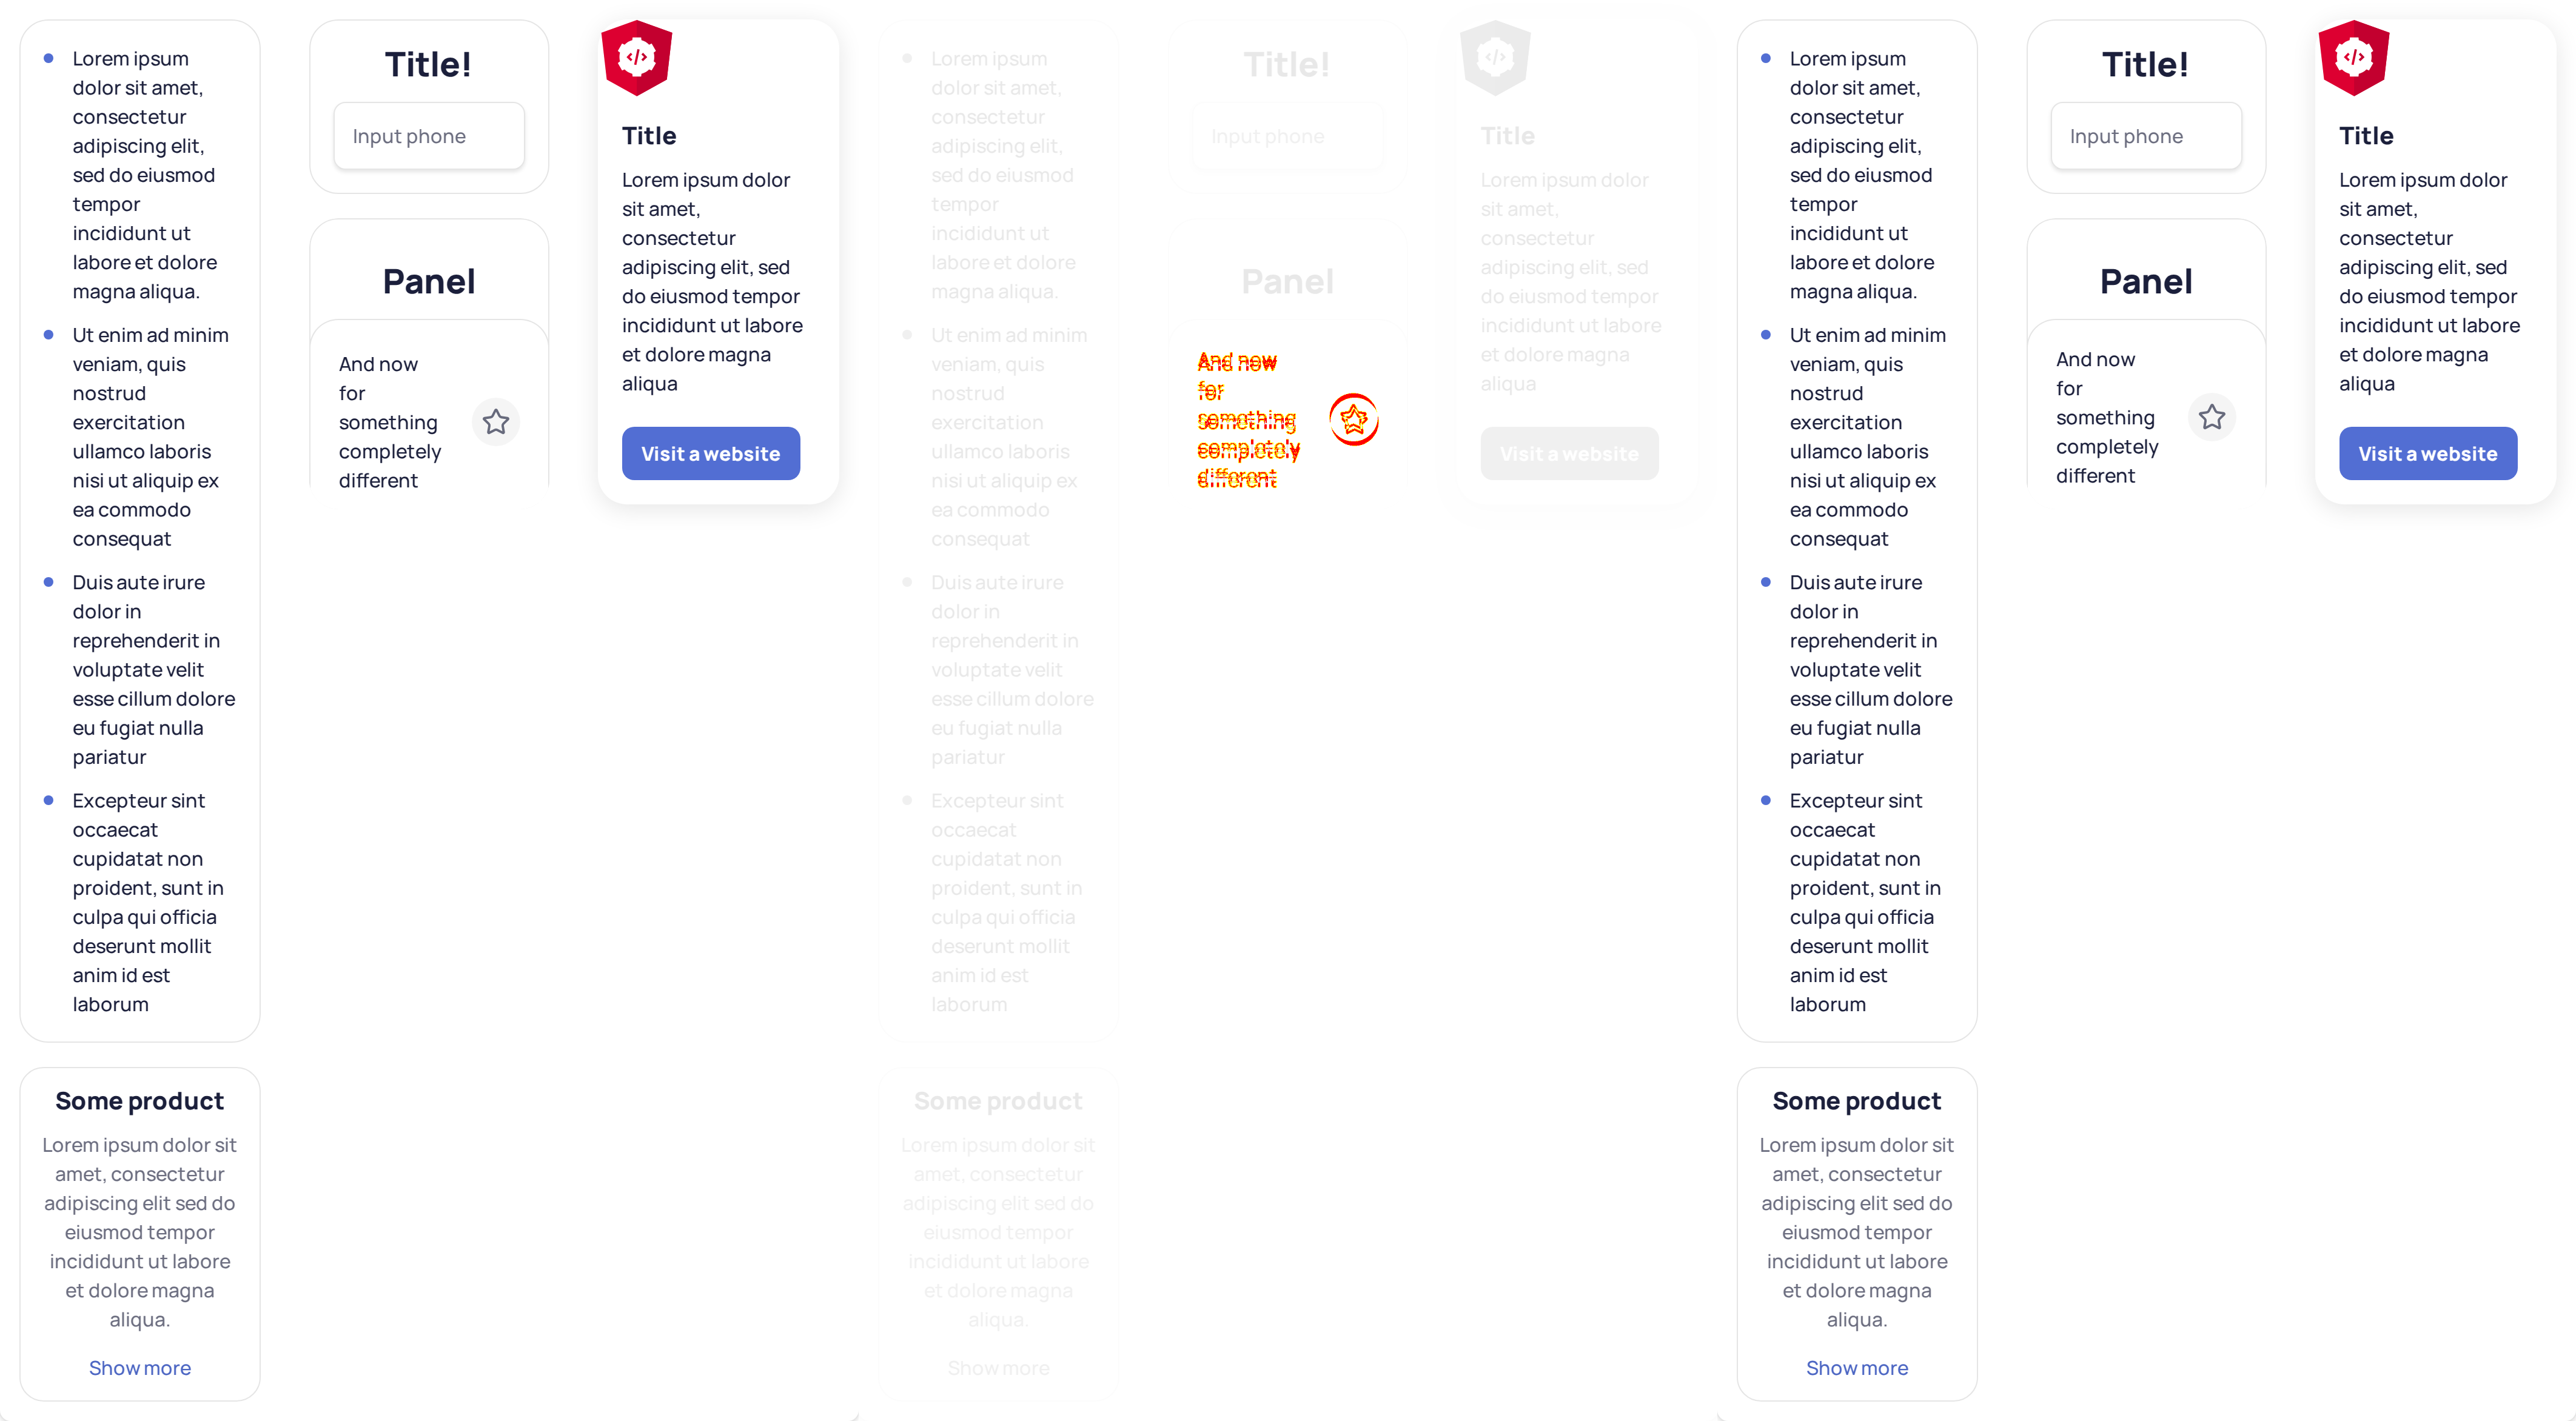 Lorem ipsum
dolor sit amet,
consectetur
adipiscing elit,
sed do eiusmod
tempor
incididunt ut
labore et dolore
magna aliqua.
Ut enim ad minim
veniam, quis
nostrud
exercitation
ullamco laboris
nisi ut aliquip ex
ea commodo
consequat
Duis aute irure
dolor in
reprehenderit in
voluptate velit
esse cillum dolore
eu fugiat nulla
pariatur
Excepteur sint
occaecat
cupidatat non
proident, sunt in
culpa qui officia
deserunt mollit
anim id est
laborum
Some product
Lorem ipsum dolor sit
amet, consectetur
adipiscing elit sed do
eiusmod tempor
incididunt ut labore
et dolore magna
aliqua.
Show more
Title!
Input phone
Panel
And now
for
something
completely
different
</>
Title
Lorem ipsum dolor
sit amet,
consectetur
adipiscing elit, sed
do eiusmod tempor
incididunt ut labore
et dolore magna
aliqua
Visit a website
Lorem ipsum
dolor sit amet,
consectetur
adipiscing elit,
sed do eiusmod
tempor
incididunt ut
labore et dolore
magna aliqua.
Ut enim ad minim
veniam, quis
nostrud
exercitation
ullamco laboris
nisi ut aliquip ex
ea commodo
consequat
Duis aute irure
dolor in
reprehenderit in
voluptate velit
esse cillum dolore
eu fugiat nulla
pariatur
Excepteur sint
occaecat
cupidatat non
proident, sunt in
culpa qui officia
deserunt mollit
anim id est
laborum
Some product
Lorem ipsum dolor sit
amet, consectetur
adipiscing elit sed do
eiusmod tempor
incididunt ut labore
et dolore magna
aliqua.
Show more
Title!
Input phone
Panel
And now
for
something
completely
different
</>
Title
Lorem ipsum dolor
sit amet,
consectetur
adipiscing elit, sed
do eiusmod tempor
incididunt ut labore
et dolore magna
aliqua
Visit a website
Lorem ipsum
dolor sit amet,
consectetur
adipiscing elit,
sed do eiusmod
tempor
incididunt ut
labore et dolore
magna aliqua.
Ut enim ad minim
veniam, quis
nostrud
exercitation
ullamco laboris
nisi ut aliquip ex
ea commodo
consequat
Duis aute irure
dolor in
reprehenderit in
voluptate velit
esse cillum dolore
eu fugiat nulla
pariatur
Excepteur sint
occaecat
cupidatat non
proident, sunt in
culpa qui officia
deserunt mollit
anim id est
laborum
Some product
Lorem ipsum dolor sit
amet, consectetur
adipiscing elit sed do
eiusmod tempor
incididunt ut labore
et dolore magna
aliqua.
Show more
Title!
Input phone
Panel
And now
for
something
completely
different
</>
Title
Lorem ipsum dolor
sit amet,
consectetur
adipiscing elit, sed
do eiusmod tempor
incididunt ut labore
et dolore magna
aliqua
Visit a website